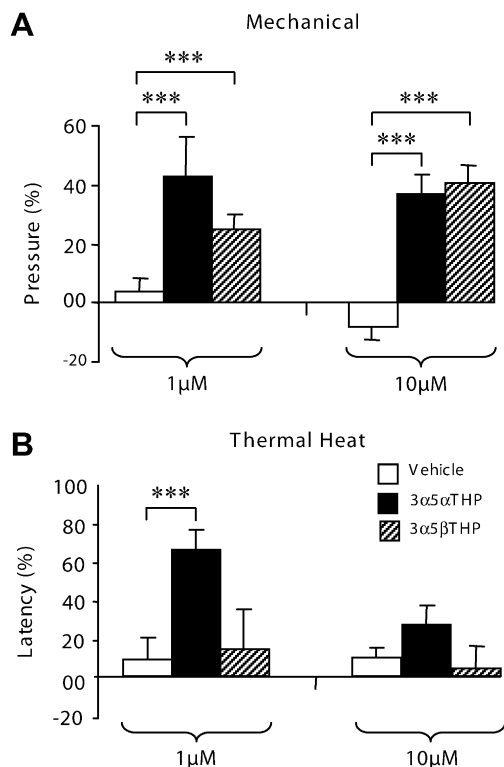 A
Mechanical
***
***
***
***
60
40
20
00
-20
Pressure (%)
1µM
10µM
B
Thermal Heat
Vehicle
3α5αTHP
3α5βTHP
***
100
80
60
40
20
00
-20
Latency (%)
1µM
10µM